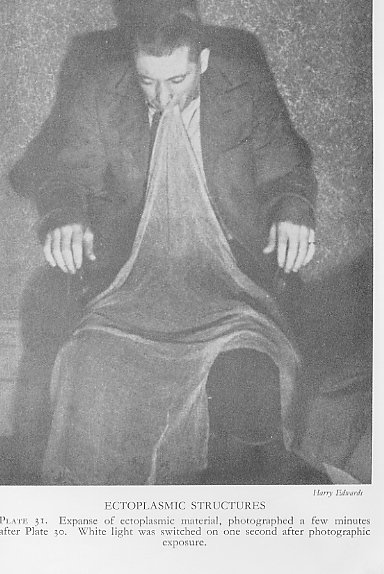 Harry Edwards
ECTOPLASMIC STRUCTURES
PLATE 31. Expanse of ectoplasmic material, photographed a few minutes
after Plate 30. White light was switched on one second after photographic
exposure.